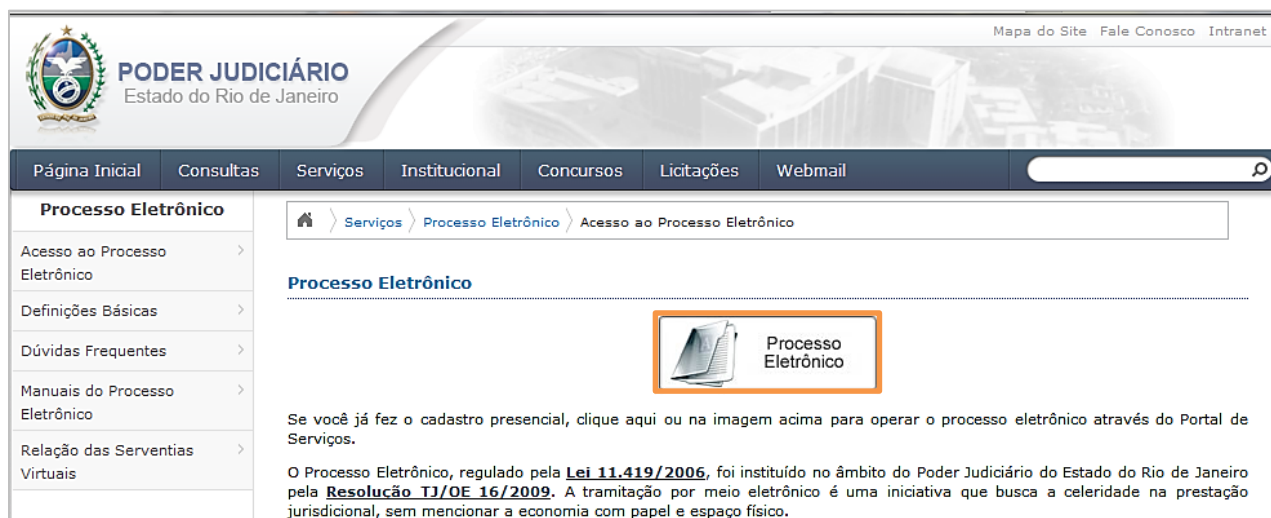 Mapa do Site Fale Conosco Intranet
PODER JUDICIÁRIO
Estado do Rio de Janeiro
Página Inicial Consultas Serviços Institucional Concursos Licitações Webmail
Processo Eletrônico
Acesso ao Processo
Eletrônico
Definições Básicas
Dúvidas Frequentes
Manuais do Processo
Eletrônico
Relação das Serventias
Virtuais
Serviços Processo Eletrônico Acesso ao Processo Eletrônico
Processo Eletrônico
Processo
Eletrônico
Se você já fez o cadastro presencial, clique aqui ou na imagem acima para operar o processo eletrônico através do Portal de
Serviços.
O Processo Eletrônico, regulado pela Lei 11.419/2006, foi instituído no âmbito do Poder Judiciário do Estado do Rio de Janeiro
pela Resolução TJ/OE 16/2009. A tramitação por meio eletrônico é uma iniciativa que busca a celeridade na prestação
jurisdicional, sem mencionar a economia com papel e espaço físico.